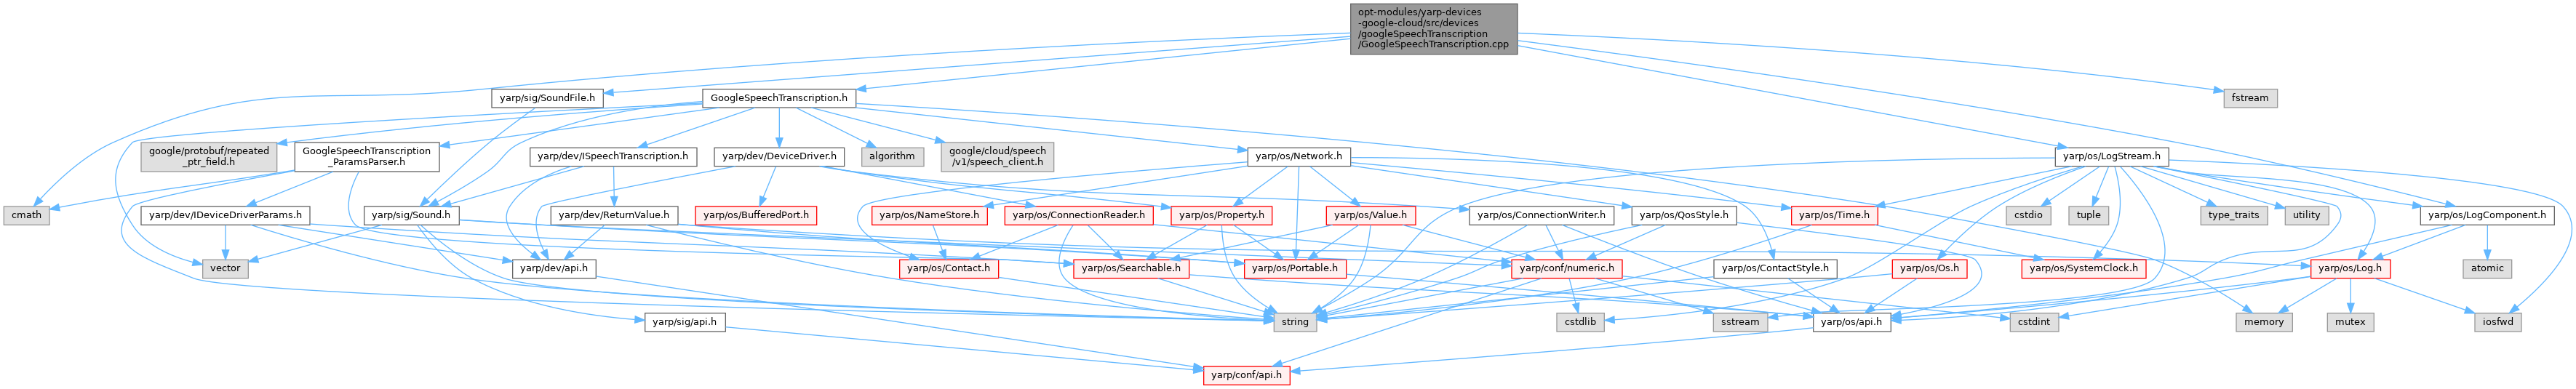 opt-modules/yarp-devices
-google-cloud/src/devices
/googleSpeechTranscription
/GoogleSpeechTranscription.cpp
yarp/sig/SoundFile.h
GoogleSpeechTranscription.h
fstream
google/protobuf/repeated
_ptr_field.h
GoogleSpeechTranscription
_ParamsParser.h
yarp/dev/ISpeechTranscription.h
yarp/dev/DeviceDriver.h
algorithm
google/cloud/speech
/v1/speech_client.h
yarp/os/Network.h
yarp/os/LogStream.h
cmath
yarp/dev/IDeviceDriverParams.h
yarp/sig/Sound.h
yarp/dev/ReturnValue.h
yarp/os/BufferedPort.h
yarp/os/NameStore.h
yarp/os/ConnectionReader.h
yarp/os/Property.h
yarp/os/Value.h
yarp/os/ConnectionWriter.h
yarp/os/QosStyle.h
yarp/os/Time.h
cstdio
tuple
type_traits
utility
yarp/os/LogComponent.h
vector
yarp/dev/api.h
yarp/os/Contact.h
yarp/os/Searchable.h
yarp/os/Portable.h
yarp/conf/numeric.h
yarp/os/ContactStyle.h
yarp/os/Os.h
yarp/os/SystemClock.h
yarp/os/Log.h
atomic
yarp/sig/api.h
string
cstdlib
sstream
yarp/os/api.h
cstdint
memory
mutex
iosfwd
yarp/conf/api.h